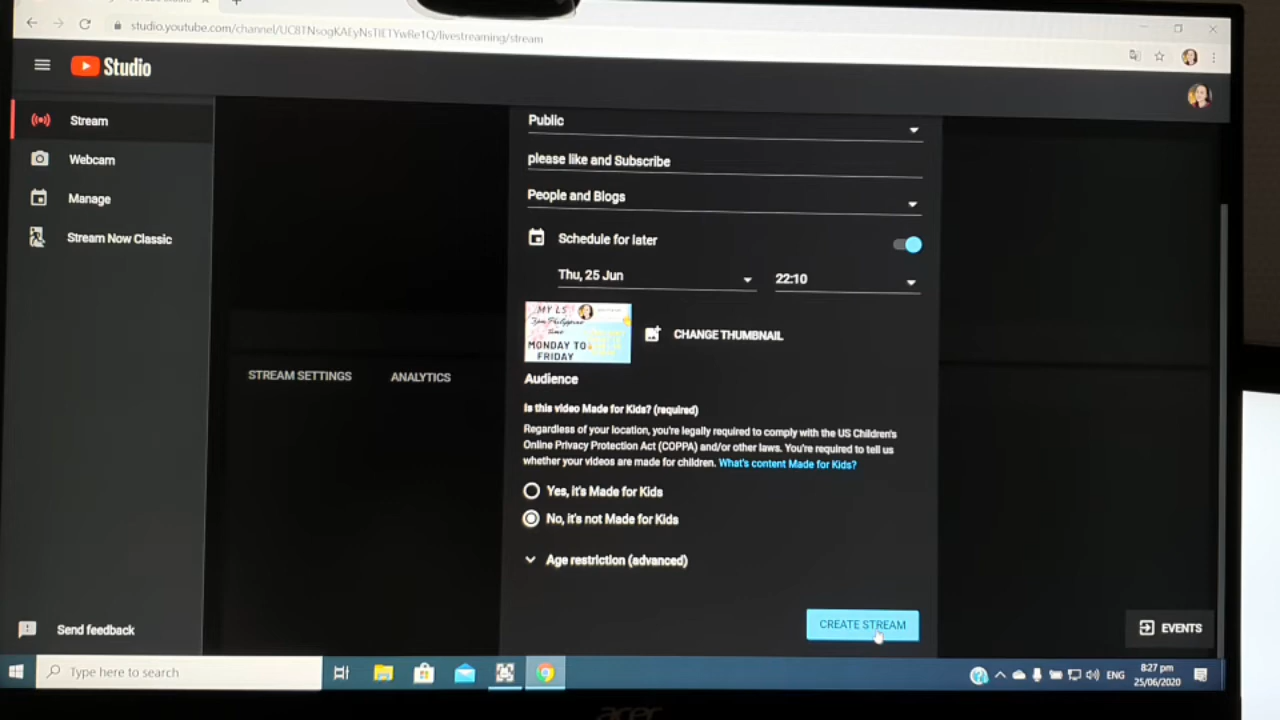 studio.youtube.com/channel/UC8TNsogKAEyNsTIETYwRe1Q/livestreaming/stream
Studio
Stream
Webcam
Manage
Stream Now Classic
Public
please like and Subscribe
People and Blogs
Schedule for later
Thu, 25 Jun
22:10
MY LS
3pm Philippine
Time
MONDAY TO
FRIDAY
CHANGE THUMBNAIL
STREAM SETTINGS
ANALYTICS
Audience
Is this video Made for Kids? (required)
Regardless of your location, you're legally required to comply with the US Children's
Online Privacy Protection Act (COPPA) and/or other laws. You're required to tell us
whether your videos are made for children. What's content Made for Kids?
Yes, it's Made for Kids
No, it's not Made for Kids
Age restriction (advanced)
CREATE STREAM
EVENTS
Send feedback
Type here to search
ENG
8:27 pm
25/06/2020
acer